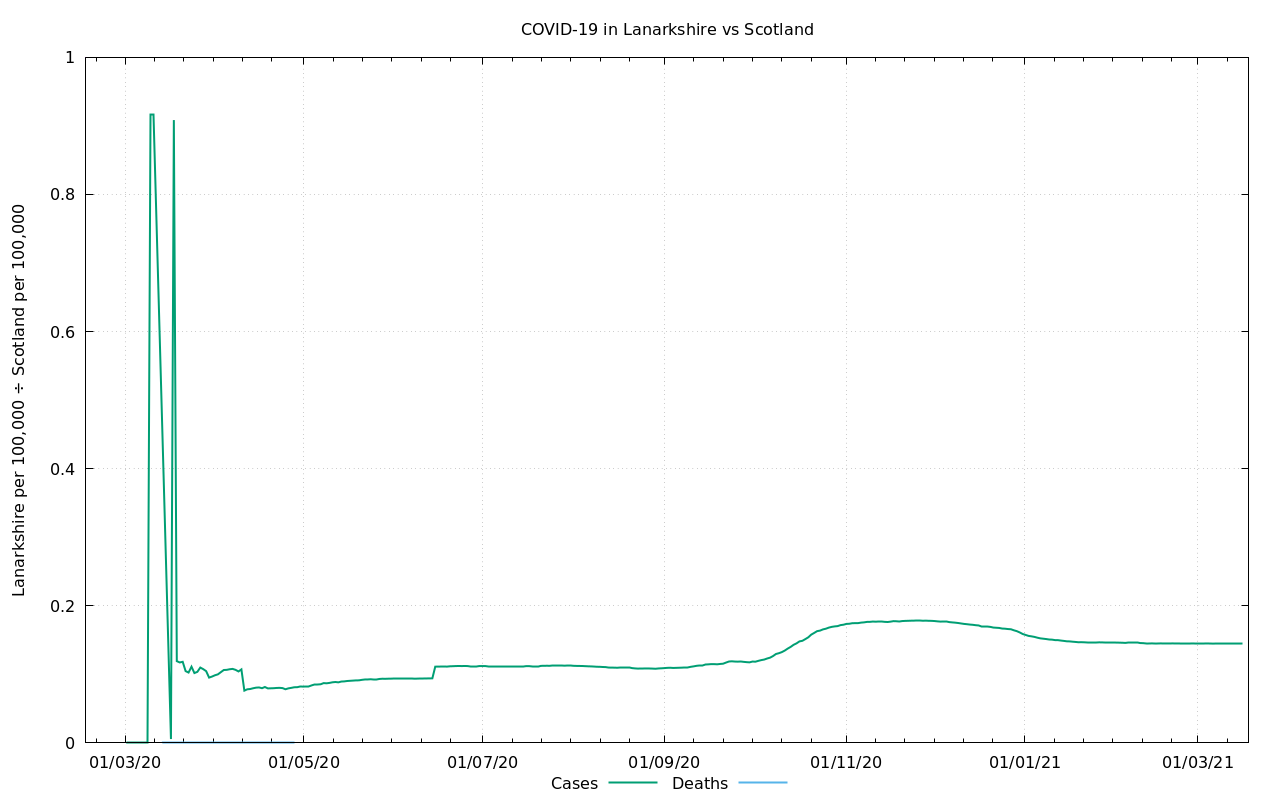 COVID-19 in Lanarkshire vs Scotland
Lanarkshire per 100,000 ÷ Scotland per 100,000
1
0.8
0.6
0.4
0.2
0
01/03/20 01/05/20 01/07/20 01/09/20 01/11/20 01/01/21 01/03/21
Cases Deaths